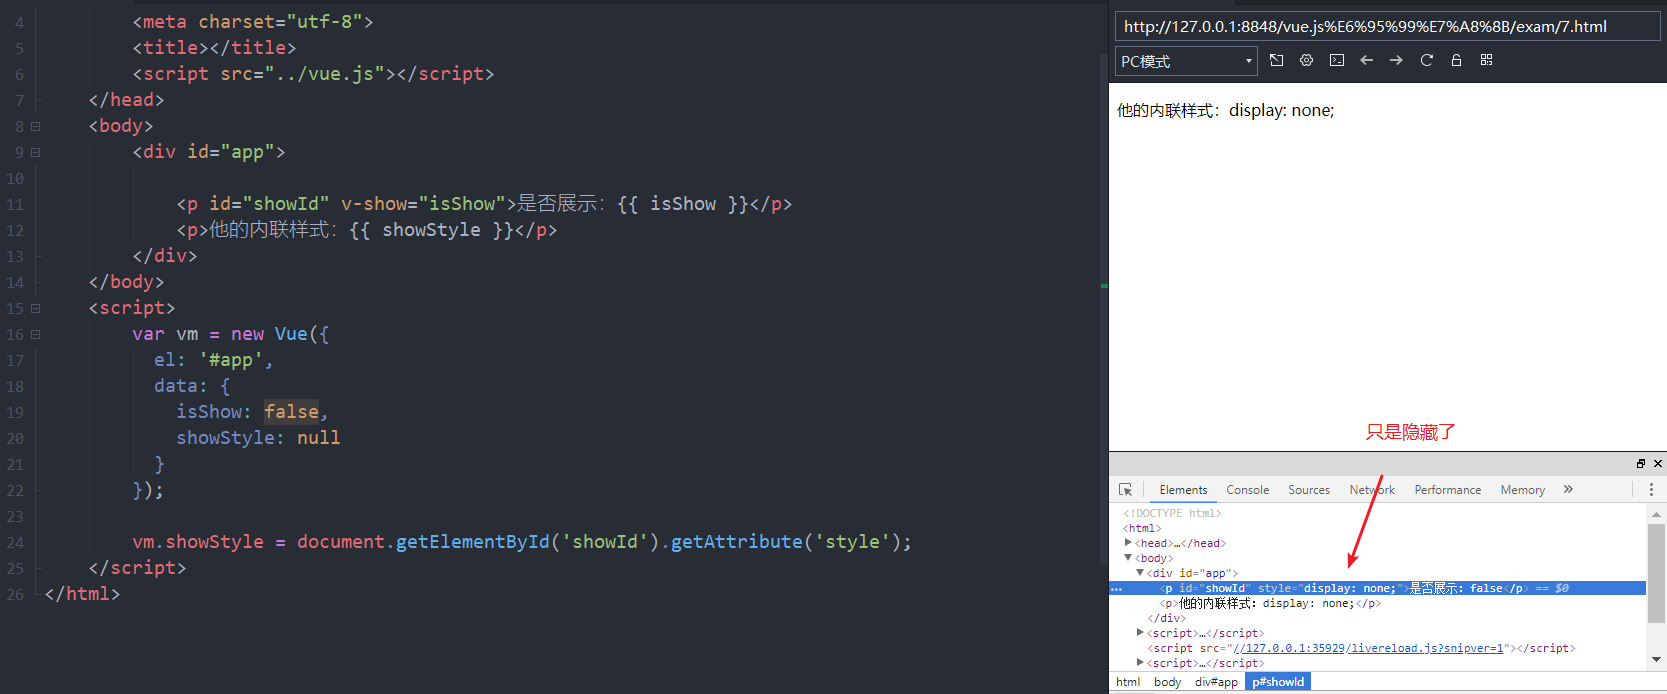 4 <meta charset="utf-8">
5 <title></title>
6 <script src="../vue.js"></script>
7 </head>
8 <body>
9 <div id="app">
10
11 <p id="showId" v-show="isShow">是否展示：{{ isShow }}</p>
12 <p>他的内联样式：{{ showStyle }}</p>
13 </div>
14 </body>
15 <script>
16 var vm = new Vue({
17 el: '#app',
18 data: {
19 isShow: false,
20 showStyle: null
21 }
22 });
23
24 vm.showStyle = document.getElementById('showId').getAttribute('style');
25 </script>
26 </html>
http://127.0.0.1:8848/vue.js%E6%95%99%E7%A8%8B/exam/7.html
PC模式
他的内联样式：display: none;
只是隐藏了
Elements Console Sources Network Performance Memory »
<!DOCTYPE html>
<html>
<head>…</head>
<body>
<div id="app">
<p id="showId" style="display: none;">是否展示：false</p> == $0
<p>他的内联样式：display: none;</p>
</div>
<script>…</script>
<script src="//127.0.0.1:35929/livereload.js?snipver=1"></script>
<script>…</script>
html body div#app p#showId